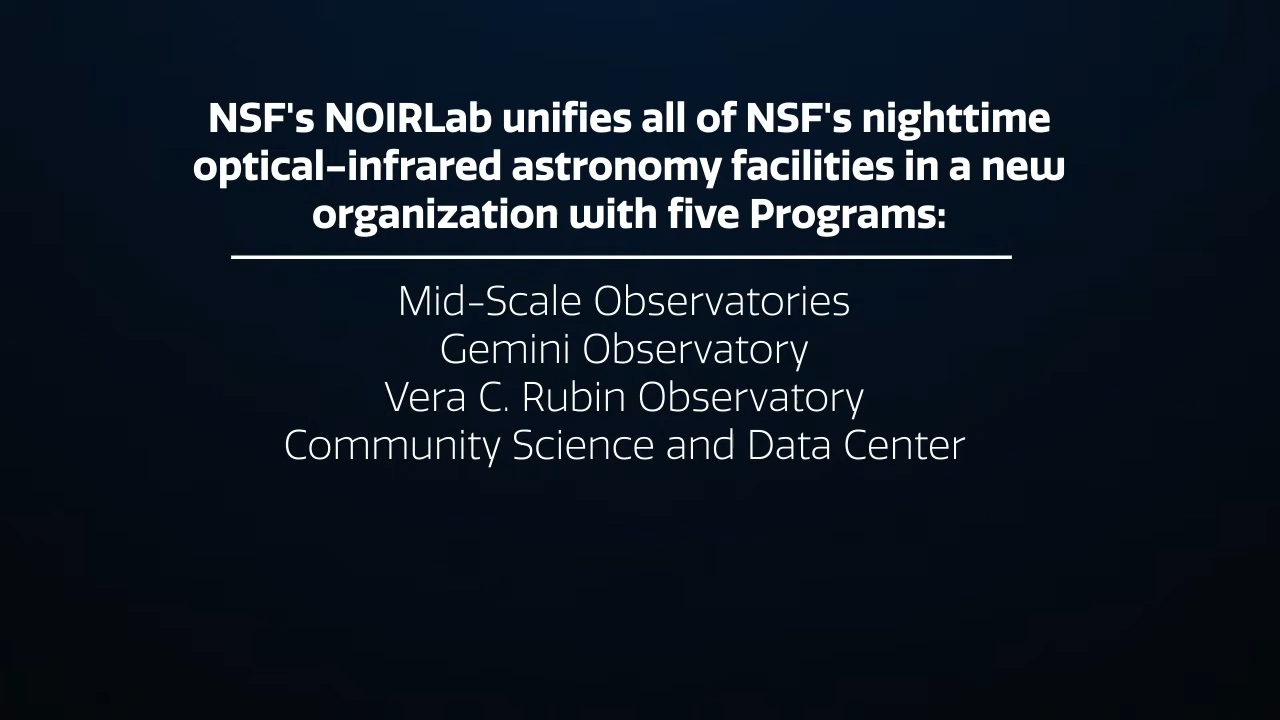 NSF's NOIRLab unifies all of NSF's nighttime
optical–infrared astronomy facilities in a new
organization with five Programs:
Mid–Scale Observatories
Gemini Observatory
Vera C. Rubin Observatory
Community Science and Data Center